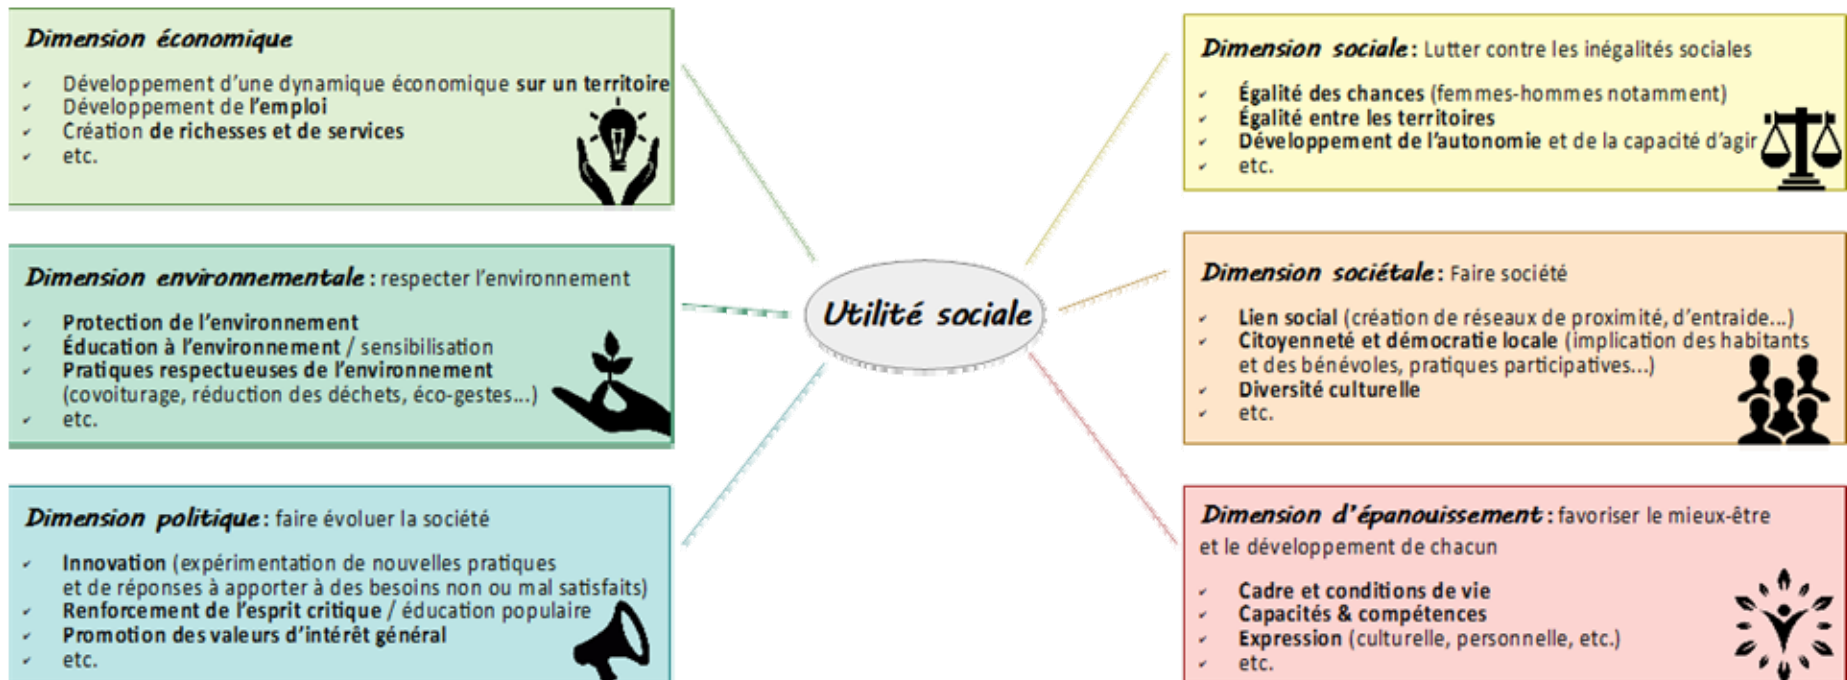 Dimension économique
✓ Développement d'une dynamique économique sur un territoire
✓ Développement de l'emploi
✓ Création de richesses et de services
✓ etc.
Dimension environnementale : respecter l'environnement
✓ Protection de l'environnement
✓ Éducation à l'environnement / sensibilisation
✓ Pratiques respectueuses de l'environnement
(covoiturage, réduction des déchets, éco-gestes...)
✓ etc.
Dimension politique : faire évoluer la société
✓ Innovation (expérimentation de nouvelles pratiques
et de réponses à apporter à des besoins non ou mal satisfaits)
✓ Renforcement de l'esprit critique / éducation populaire
✓ Promotion des valeurs d'intérêt général
✓ etc.
Utilité sociale
Dimension sociale : Lutter contre les inégalités sociales
✓ Égalité des chances (femmes-hommes notamment)
✓ Égalité entre les territoires
✓ Développement de l'autonomie et de la capacité d'agir
✓ etc.
Dimension sociétale : Faire société
✓ Lien social (création de réseaux de proximité, d'entraide...)
✓ Citoyenneté et démocratie locale (implication des habitants
et des bénévoles, pratiques participatives...)
✓ Diversité culturelle
✓ etc.
Dimension d'épanouissement : favoriser le mieux-être
et le développement de chacun
✓ Cadre et conditions de vie
✓ Capacités & compétences
✓ Expression (culturelle, personnelle, etc.)
✓ etc.